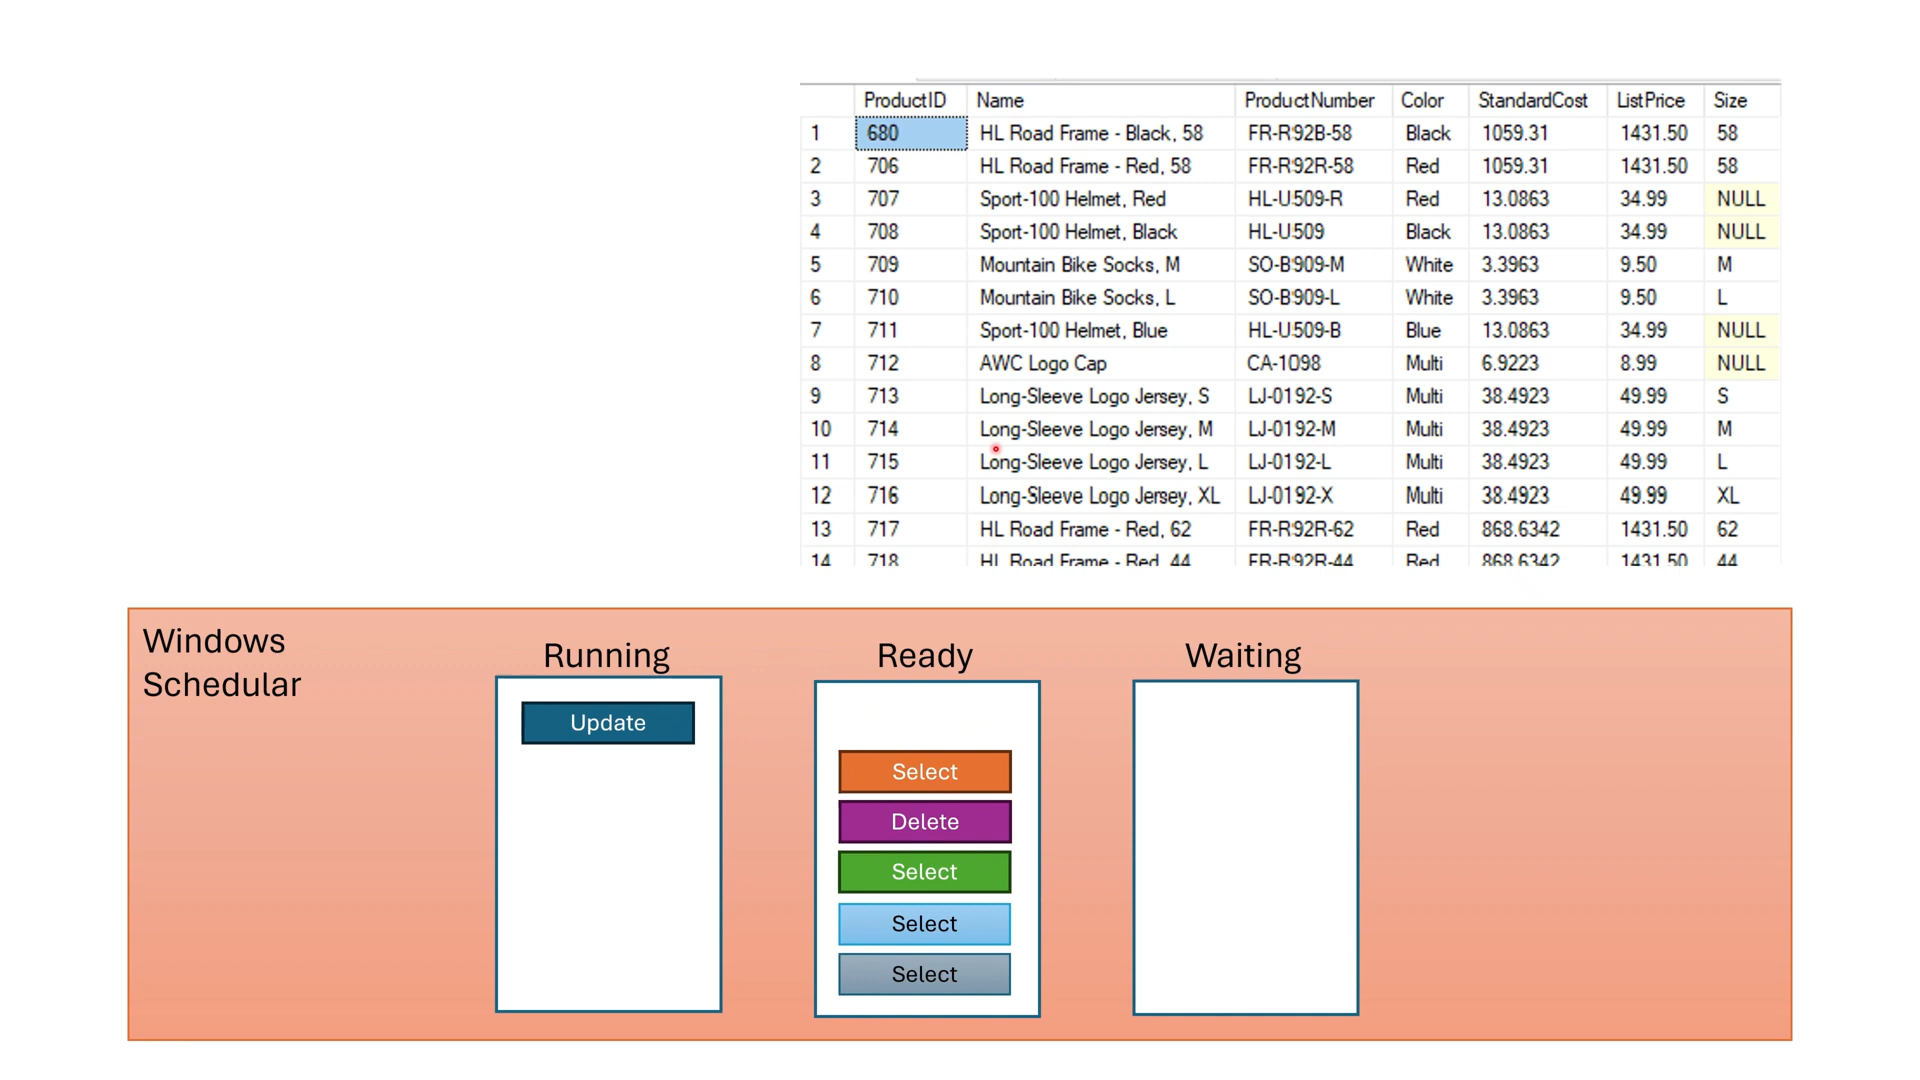 ProductID Name ProductNumber Color StandardCost ListPrice Size
1 680 HL Road Frame - Black, 58 FR-R92B-58 Black 1059.31 1431.50 58
2 706 HL Road Frame - Red, 58 FR-R92R-58 Red 1059.31 1431.50 58
3 707 Sport-100 Helmet, Red HL-U509-R Red 13.0863 34.99 NULL
4 708 Sport-100 Helmet, Black HL-U509 Black 13.0863 34.99 NULL
5 709 Mountain Bike Socks, M SO-B909-M White 3.3963 9.50 M
6 710 Mountain Bike Socks, L SO-B909-L White 3.3963 9.50 L
7 711 Sport-100 Helmet, Blue HL-U509-B Blue 13.0863 34.99 NULL
8 712 AWC Logo Cap CA-1098 Multi 6.9223 8.99 NULL
9 713 Long-Sleeve Logo Jersey, S LJ-0192-S Multi 38.4923 49.99 S
10 714 Long-Sleeve Logo Jersey, M LJ-0192-M Multi 38.4923 49.99 M
11 715 Long-Sleeve Logo Jersey, L LJ-0192-L Multi 38.4923 49.99 L
12 716 Long-Sleeve Logo Jersey, XL LJ-0192-X Multi 38.4923 49.99 XL
13 717 HL Road Frame - Red, 62 FR-R92R-62 Red 868.6342 1431.50 62
14 718 HL Road Frame - Red, 44 FR-R92R-44 Red 868.6342 1431.50 44
Windows
Schedular
Running
Ready
Waiting
Update
Select
Delete
Select
Select
Select